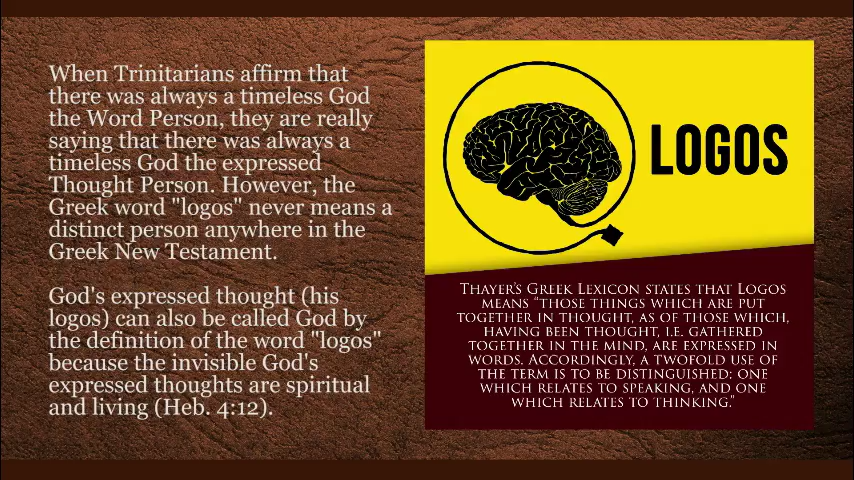 When Trinitarians affirm that
there was always a timeless God
the Word Person, they are really
saying that there was always a
timeless God the expressed
Thought Person. However, the
Greek word "logos" never means a
distinct person anywhere in the
Greek New Testament.
God's expressed thought (his
logos) can also be called God by
the definition of the word "logos"
because the invisible God's
expressed thoughts are spiritual
and living (Heb. 4:12).
LOGOS
Thayer's Greek Lexicon states that Logos
means "those things which are put
together in thought, as of those which,
having been thought, i.e. gathered
together in the mind, are expressed in
words. Accordingly, a twofold use of
the term is to be distinguished: one
which relates to speaking, and one
which relates to thinking."